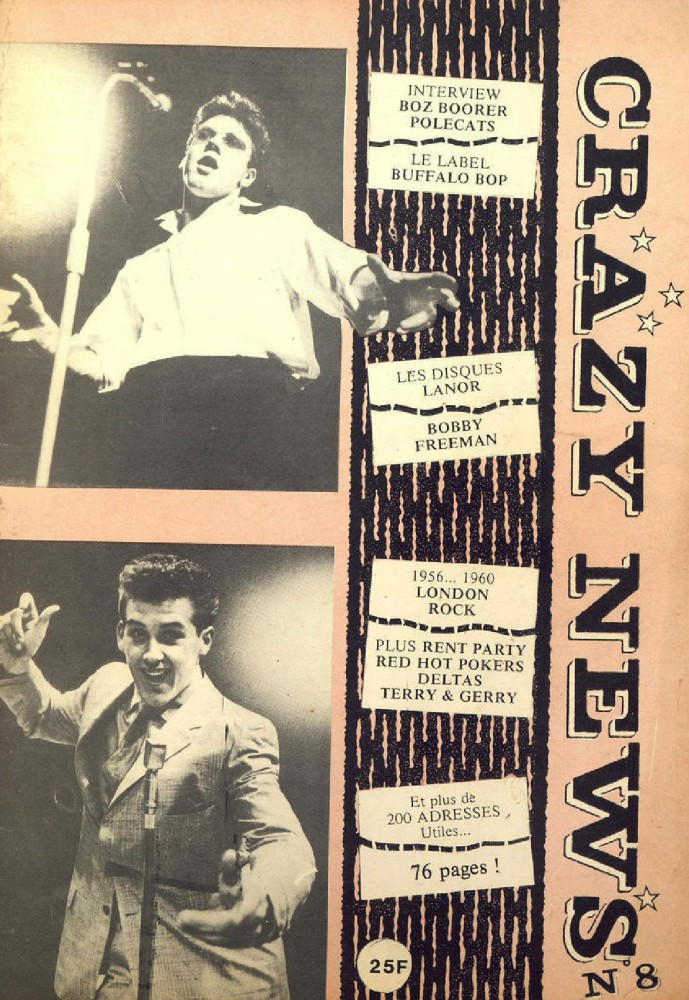 INTERVIEW
BOZ BOORER
POLECATS
LE LABEL
BUFFALO BOP
LES DISQUES
LANOR
BOBBY
FREEMAN
1956... 1960
LONDON
ROCK
PLUS RENT PARTY
RED HOT POKERS
DELTAS
TERRY & GERRY
Et plus de
200 ADRESSES
Utiles...
76 pages !
25F
CRAZY NEWS
N°8